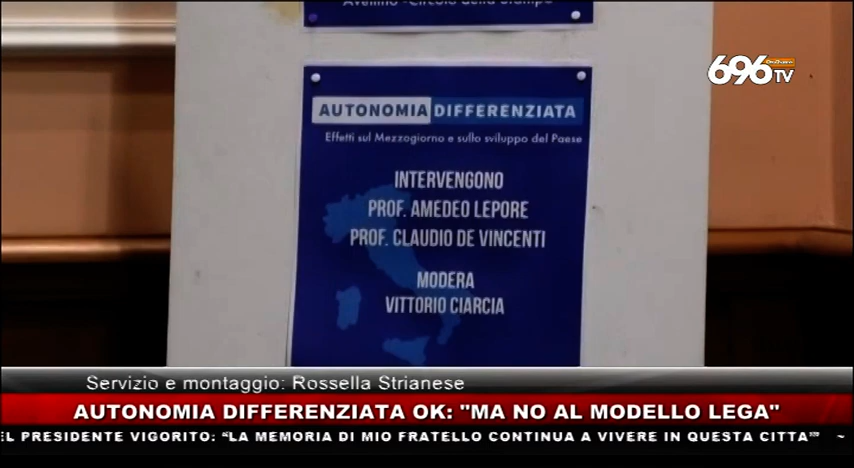 Avellino - Circolo della Stampa
696
TV
AUTONOMIA DIFFERENZIATA
Effetti sul Mezzogiorno e sullo sviluppo del Paese
INTERVENGONO
PROF. AMEDEO LEPORE
PROF. CLAUDIO DE VINCENTI
MODERA
VITTORIO CIARCIA
Servizio e montaggio: Rossella Strianese
AUTONOMIA DIFFERENZIATA OK: "MA NO AL MODELLO LEGA"
EL PRESIDENTE VIGORITO: “LA MEMORIA DI MIO FRATELLO CONTINUA A VIVERE IN QUESTA CITTA’” ~ ~ ~